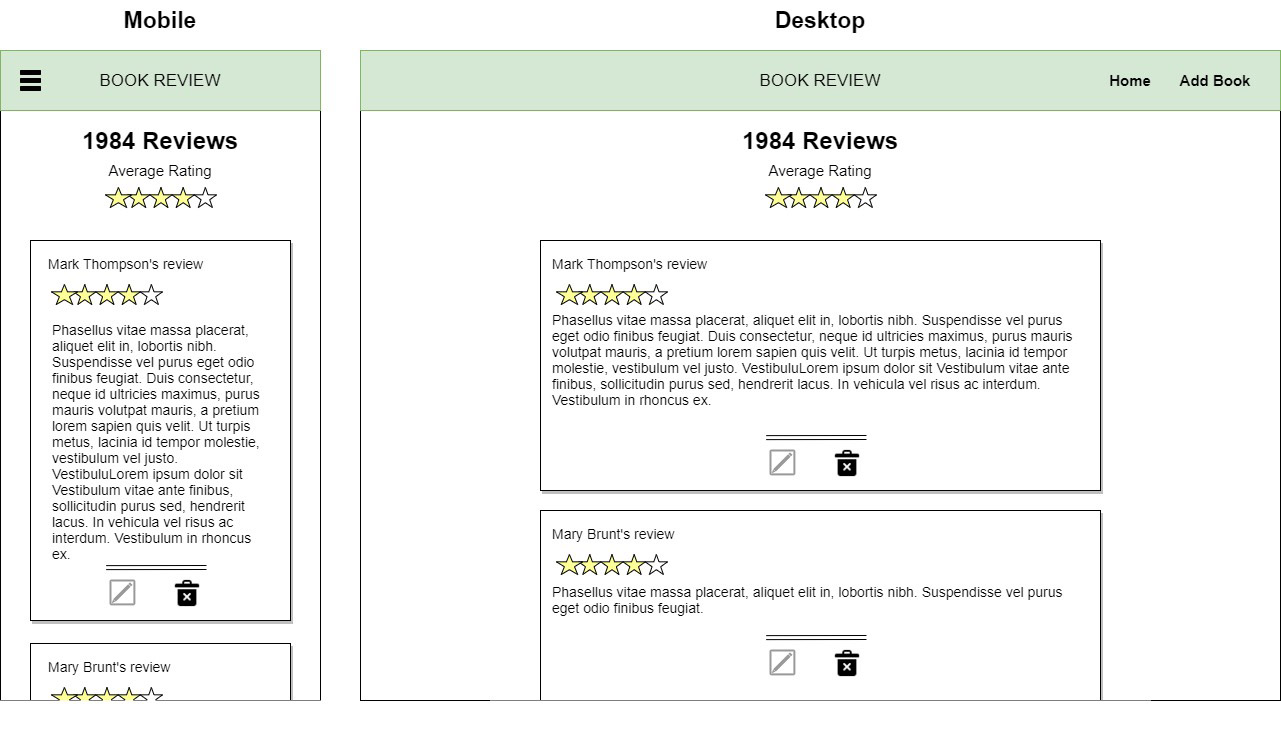 Mobile
BOOK REVIEW
1984 Reviews
Average Rating
Mark Thompson's review
Phasellus vitae massa placerat,
aliquet elit in, lobortis nibh.
Suspendisse vel purus eget odio
finibus feugiat. Duis consectetur,
neque id ultricies maximus, purus
mauris volutpat mauris, a pretium
lorem sapien quis velit. Ut turpis
metus, lacinia id tempor molestie,
vestibulum vel justo.
VestibuluLorem ipsum dolor sit
Vestibulum vitae ante finibus,
sollicitudin purus sed, hendrerit
lacus. In vehicula vel risus ac
interdum. Vestibulum in rhoncus
ex.
Mary Brunt's review
Desktop
BOOK REVIEW
Home
Add Book
1984 Reviews
Average Rating
Mark Thompson's review
Phasellus vitae massa placerat, aliquet elit in, lobortis nibh. Suspendisse vel purus
eget odio finibus feugiat. Duis consectetur, neque id ultricies maximus, purus mauris
volutpat mauris, a pretium lorem sapien quis velit. Ut turpis metus, lacinia id tempor
molestie, vestibulum vel justo. VestibuluLorem ipsum dolor sit Vestibulum vitae ante
finibus, sollicitudin purus sed, hendrerit lacus. In vehicula vel risus ac interdum.
Vestibulum in rhoncus ex.
Mary Brunt's review
Phasellus vitae massa placerat, aliquet elit in, lobortis nibh. Suspendisse vel purus
eget odio finibus feugiat.